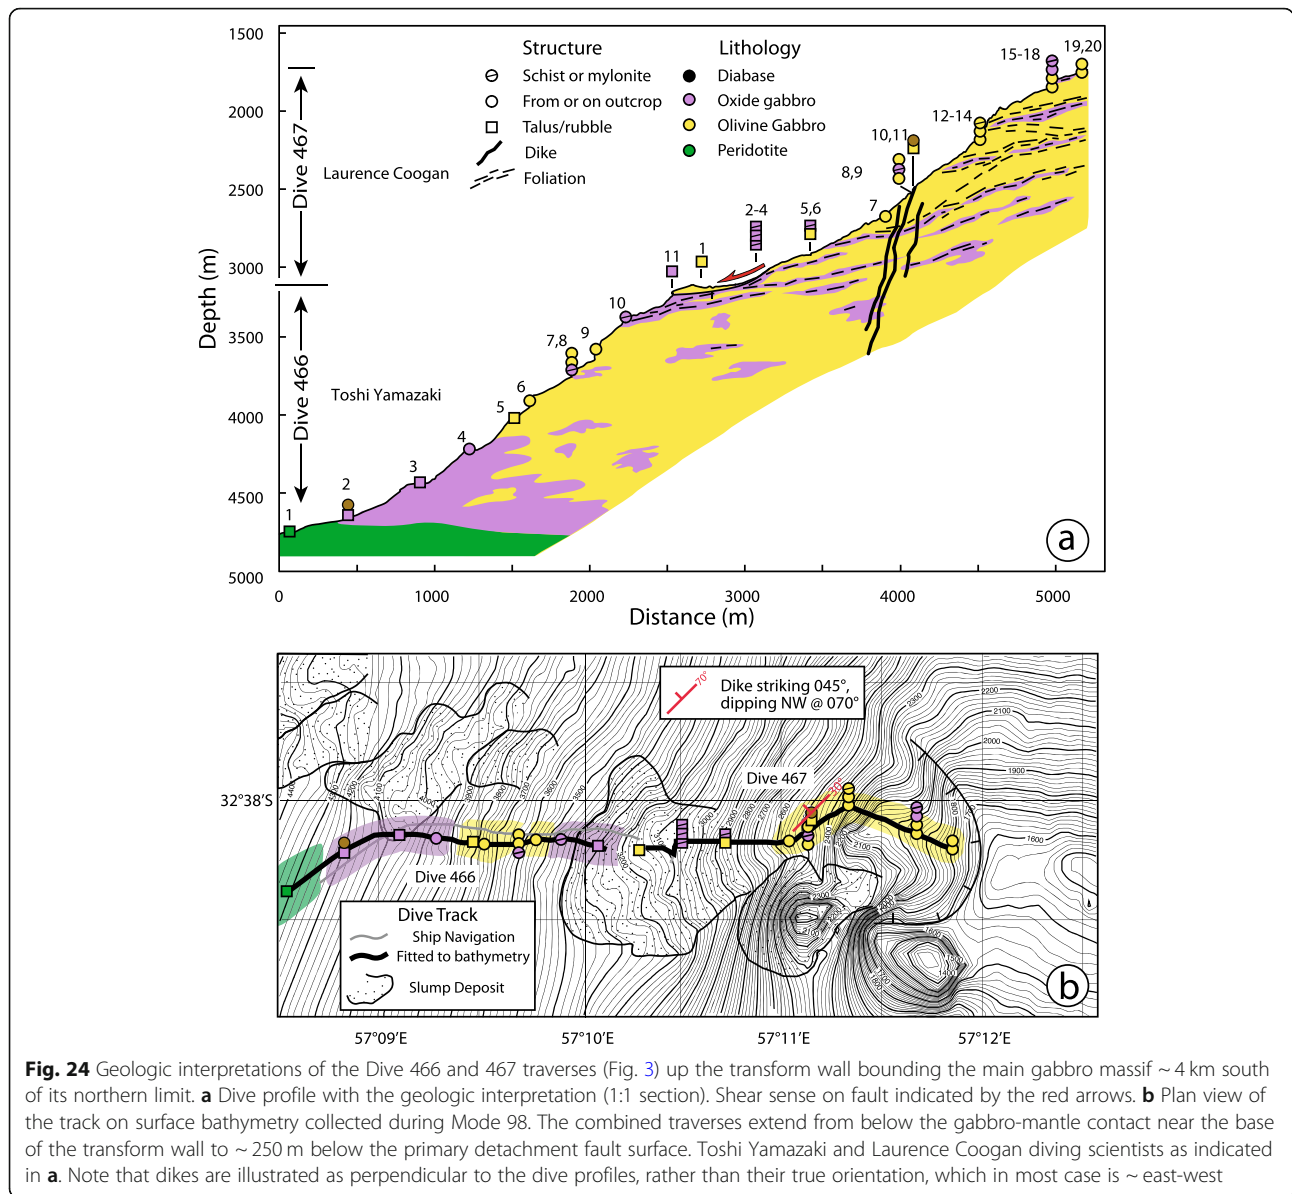 1500
2000
2500
3000
3500
4000
4500
5000
Depth (m)
Dive 467
Dive 466
Laurence Coogan
Toshi Yamazaki
Structure
Schist or mylonite
From or on outcrop
Talus/rubble
Dike
Foliation
Lithology
Diabase
Oxide gabbro
Olivine Gabbro
Peridotite
1
2
3
4
5
6
7,8
9
10
11
1
2-4
5,6
7
8,9
10,11
12-14
15-18
19,20
a
0
1000
2000
3000
4000
5000
Distance (m)
70°
Dike striking 045°,
dipping NW @ 070°
2300
2200
2100
2000
1900
1600
Dive 467
32°38'S
Dive 466
Dive Track
Ship Navigation
Fitted to bathymetry
Slump Deposit
b
57°09'E
57°10'E
57°11'E
57°12'E
Fig. 24 Geologic interpretations of the Dive 466 and 467 traverses (Fig. 3) up the transform wall bounding the main gabbro massif ~ 4 km south
of its northern limit. a Dive profile with the geologic interpretation (1:1 section). Shear sense on fault indicated by the red arrows. b Plan view of
the track on surface bathymetry collected during Mode 98. The combined traverses extend from below the gabbro-mantle contact near the base
of the transform wall to ~ 250 m below the primary detachment fault surface. Toshi Yamazaki and Laurence Coogan diving scientists as indicated
in a. Note that dikes are illustrated as perpendicular to the dive profiles, rather than their true orientation, which in most case is ~ east-west